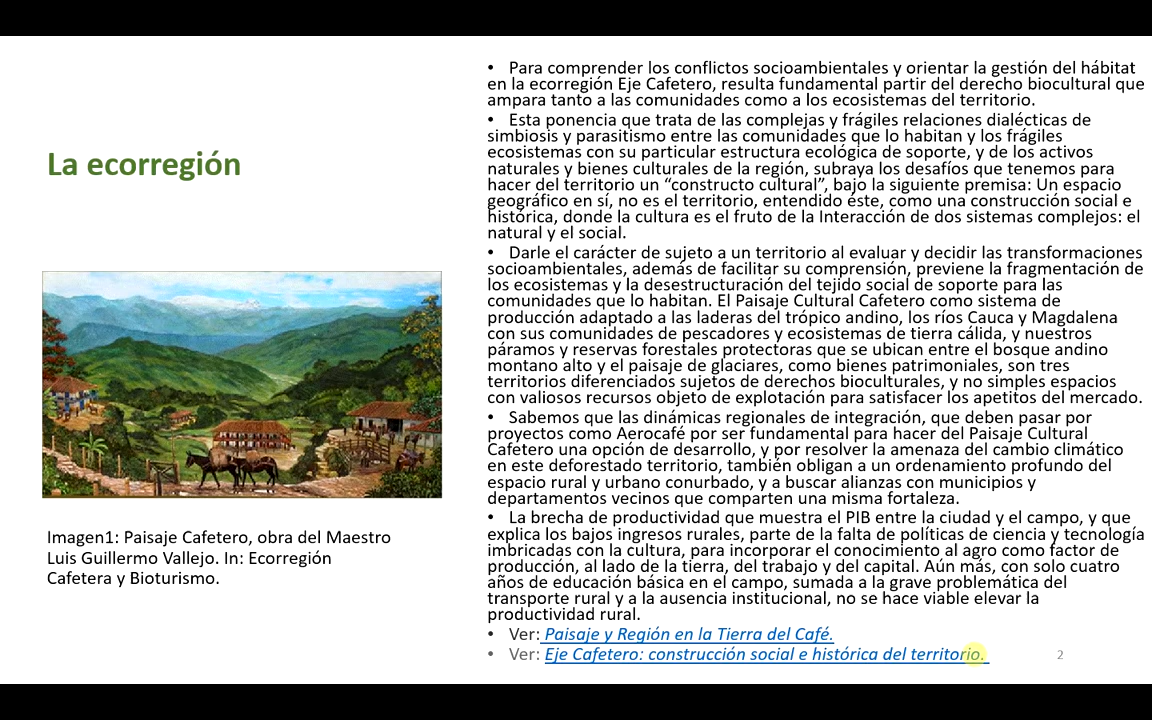 La ecorregión
Imagen1: Paisaje Cafetero, obra del Maestro
Luis Guillermo Vallejo. In: Ecorregión
Cafetera y Bioturismo.
• Para comprender los conflictos socioambientales y orientar la gestión del hábitat
en la ecorregión Eje Cafetero, resulta fundamental partir del derecho biocultural que
ampara tanto a las comunidades como a los ecosistemas del territorio.
• Esta ponencia que trata de las complejas y frágiles relaciones dialécticas de
simbiosis y parasitismo entre las comunidades que lo habitan y los frágiles
ecosistemas con su particular estructura ecológica de soporte, y de los activos
naturales y bienes culturales de la región, subraya los desafíos que tenemos para
hacer del territorio un “constructo cultural”, bajo la siguiente premisa: Un espacio
geográfico en sí, no es el territorio, entendido éste, como una construcción social e
histórica, donde la cultura es el fruto de la Interacción de dos sistemas complejos: el
natural y el social.
• Darle el carácter de sujeto a un territorio al evaluar y decidir las transformaciones
socioambientales, además de facilitar su comprensión, previene la fragmentación de
los ecosistemas y la desestructuración del tejido social de soporte para las
comunidades que lo habitan. El Paisaje Cultural Cafetero como sistema de
producción adaptado a las laderas del trópico andino, los ríos Cauca y Magdalena
con sus comunidades de pescadores y ecosistemas de tierra cálida, y nuestros
páramos y reservas forestales protectoras que se ubican entre el bosque andino
montano alto y el paisaje de glaciares, como bienes patrimoniales, son tres
territorios diferenciados sujetos de derechos bioculturales, y no simples espacios
con valiosos recursos objeto de explotación para satisfacer los apetitos del mercado.
• Sabemos que las dinámicas regionales de integración, que deben pasar por
proyectos como Aerocafé por ser fundamental para hacer del Paisaje Cultural
Cafetero una opción de desarrollo, y por resolver la amenaza del cambio climático
en este deforestado territorio, también obligan a un ordenamiento profundo del
espacio rural y urbano conurbado, y a buscar alianzas con municipios y
departamentos vecinos que comparten una misma fortaleza.
• La brecha de productividad que muestra el PIB entre la ciudad y el campo, y que
explica los bajos ingresos rurales, parte de la falta de políticas de ciencia y tecnología
imbricadas con la cultura, para incorporar el conocimiento al agro como factor de
producción, al lado de la tierra, del trabajo y del capital. Aún más, con solo cuatro
años de educación básica en el campo, sumada a la grave problemática del
transporte rural y a la ausencia institucional, no se hace viable elevar la
productividad rural.
• Ver: Paisaje y Región en la Tierra del Café.
• Ver: Eje Cafetero: construcción social e histórica del territorio.
2